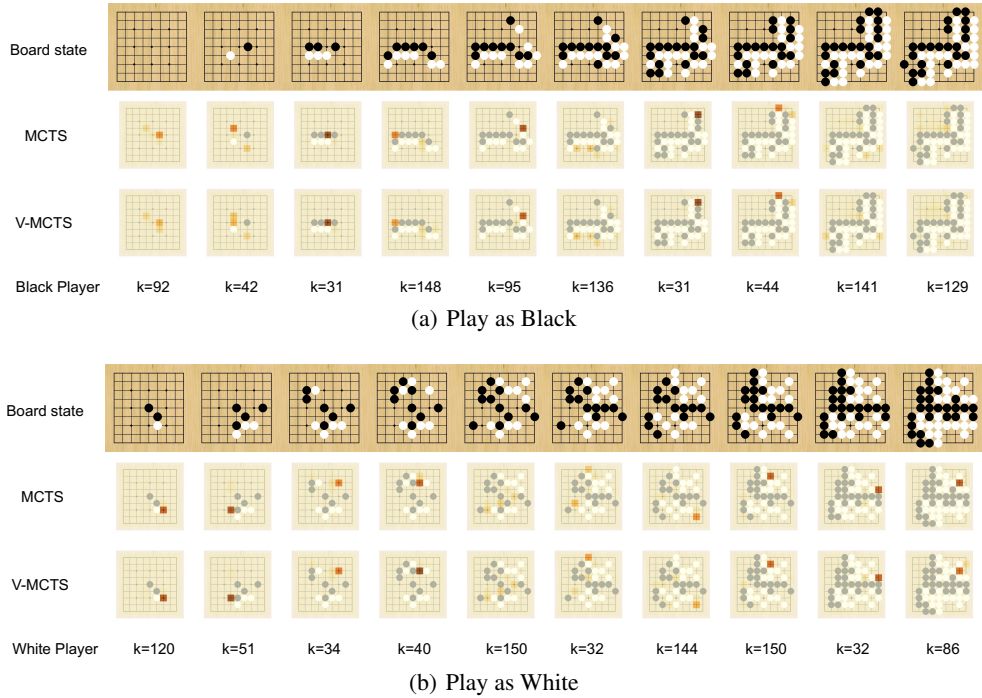 Board state
MCTS
V-MCTS
Black Player k=92 k=42 k=31 k=148 k=95 k=136 k=31 k=44 k=141 k=129
(a) Play as Black
Board state
MCTS
V-MCTS
White Player k=120 k=51 k=34 k=40 k=150 k=32 k=144 k=150 k=32 k=86
(b) Play as White